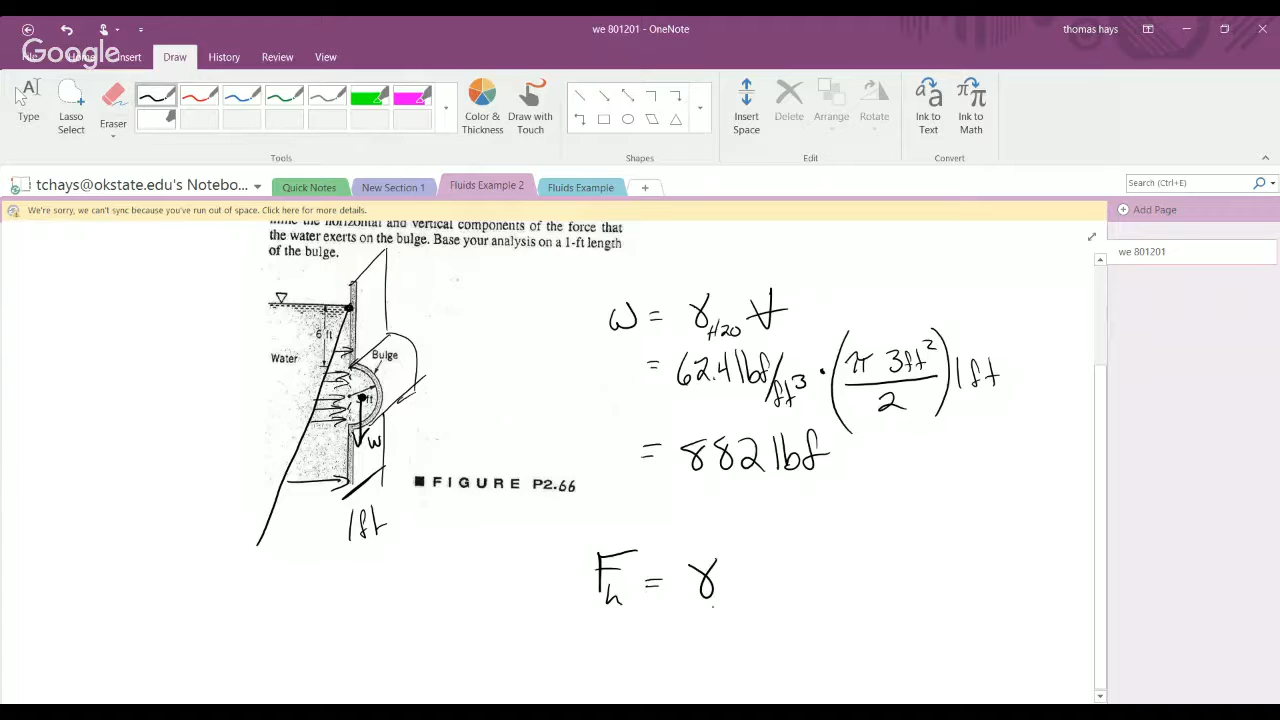 we 801201 - OneNote
thomas hays
Google
Insert
Draw
History
Review
View
Type
Lasso Select
Eraser
Color & Thickness
Draw with Touch
Insert Space
Delete
Arrange
Rotate
Ink to Text
Ink to Math
Tools
Shapes
Edit
Convert
tchays@okstate.edu's Notebo...
Quick Notes
New Section 1
Fluids Example 2
Fluids Example
Search (Ctrl+E)
We're sorry, we can't sync because you've run out of space. Click here for more details.
Add Page
we 801201
mine the horizontal and vertical components of the force that
the water exerts on the bulge. Base your analysis on a 1-ft length
of the bulge.
6 ft
Water
Bulge
ft
W
1ft
FIGURE P2.66
W = γH2O V
= 62.4 lbf/ft³ · (π 3ft²/2) 1ft
= 882 lbf
Fh = γ